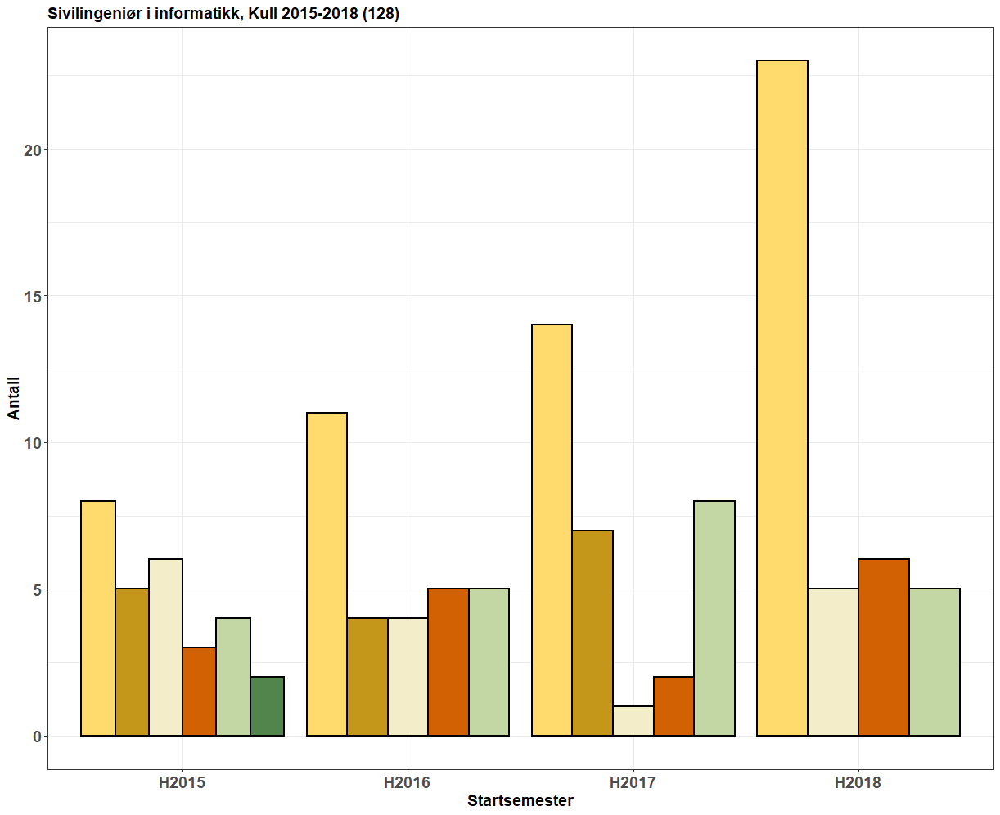 Sivilingeniør i informatikk, Kull 2015-2018 (128)
Antall
20
15
10
5
0
H2015 H2016 H2017 H2018
Startsemester